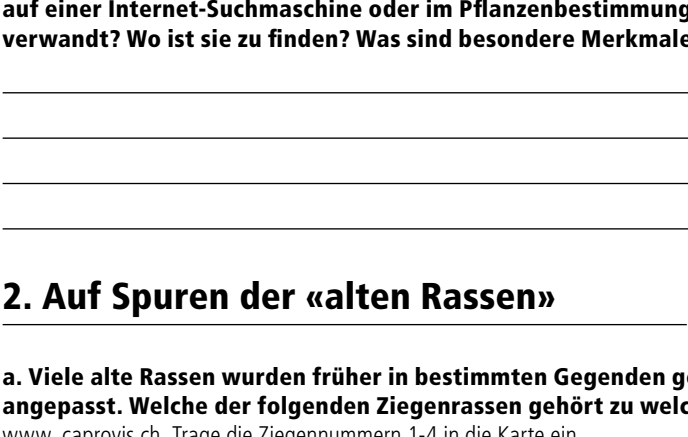 auf einer Internet-Suchmaschine oder im Pflanzenbestimmung
verwandt? Wo ist sie zu finden? Was sind besondere Merkmale
2. Auf Spuren der «alten Rassen»
a. Viele alte Rassen wurden früher in bestimmten Gegenden g
angepasst. Welche der folgenden Ziegenrassen gehört zu welc
www. caprovis.ch. Trage die Ziegennummern 1-4 in die Karte ein